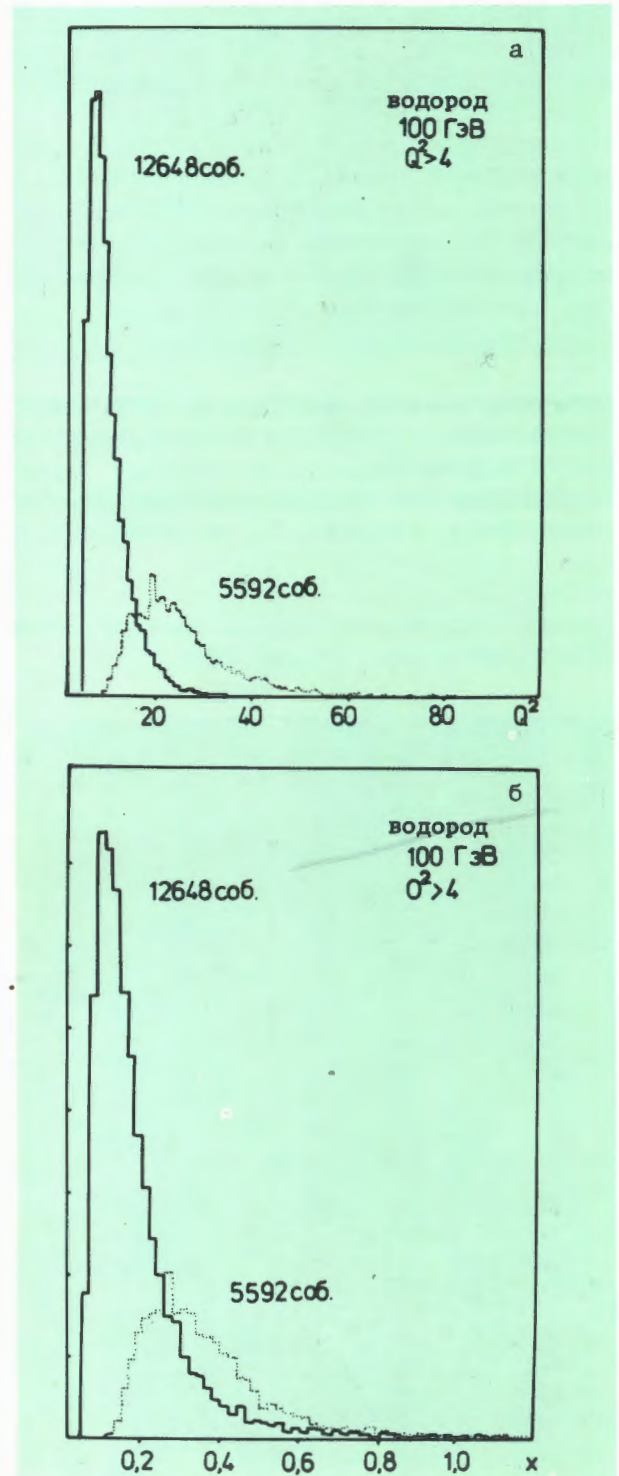 а
водород
100 ГэВ
Q²>4
12648соб.
5592соб.
20 40 60 80 Q²
б
водород
100 ГэВ
O²>4
12648соб.
5592соб.
0,2 0,4 0,6 0,8 1,0 x